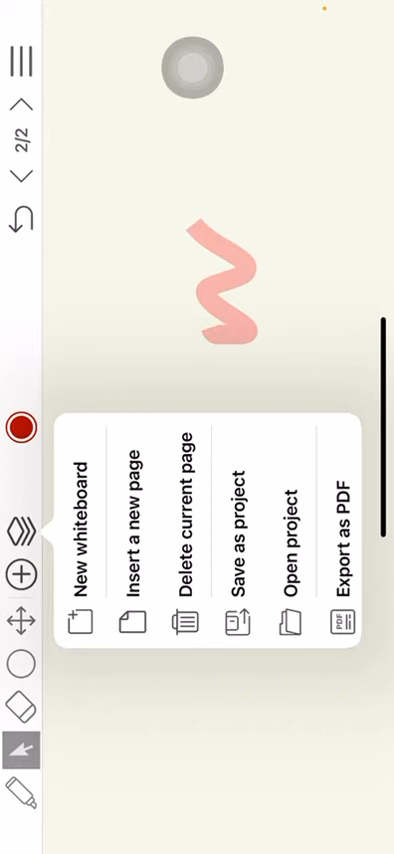 2/2
New whiteboard
Insert a new page
Delete current page
Save as project
Open project
PDF Export as PDF